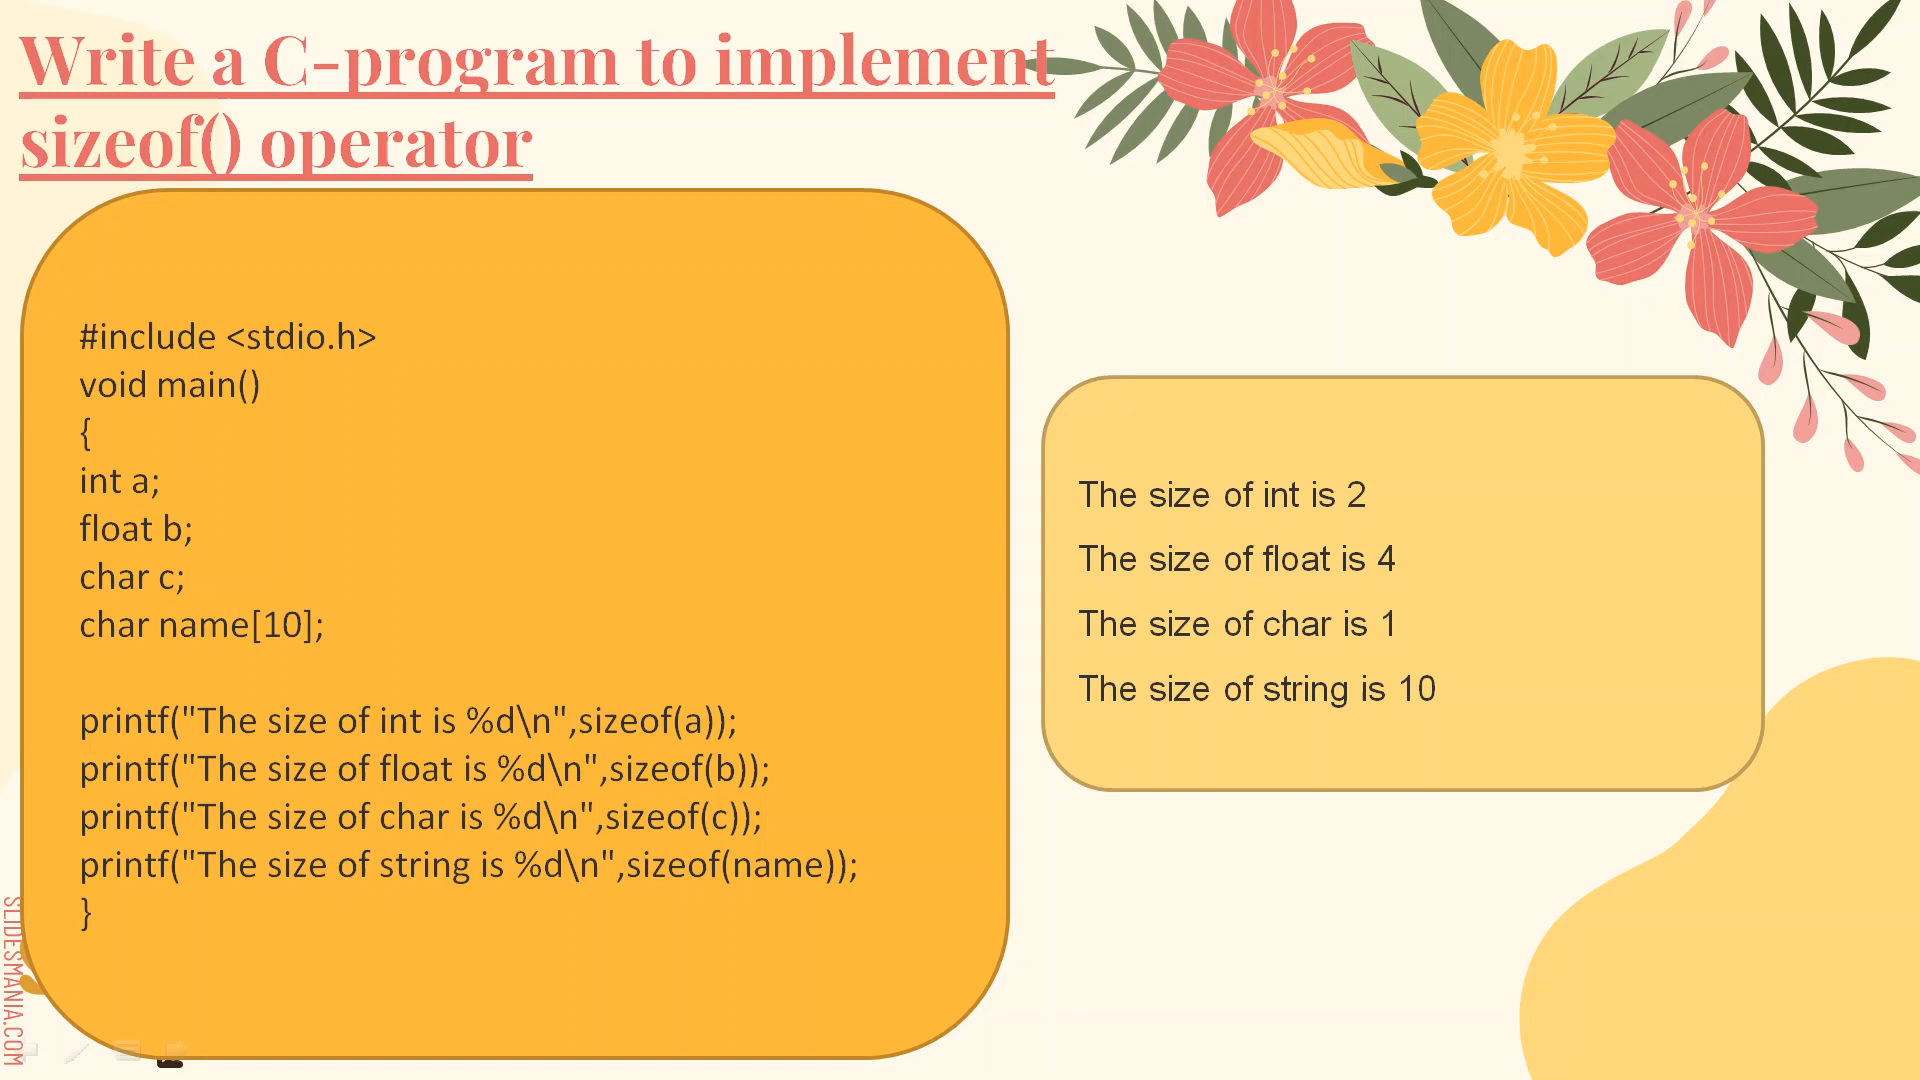 Write a C-program to implement
sizeof() operator
#include <stdio.h>
void main()
{
int a;
float b;
char c;
char name[10];
printf("The size of int is %d\n",sizeof(a));
printf("The size of float is %d\n",sizeof(b));
printf("The size of char is %d\n",sizeof(c));
printf("The size of string is %d\n",sizeof(name));
}
The size of int is 2
The size of float is 4
The size of char is 1
The size of string is 10
SLIDESMANIA.COM